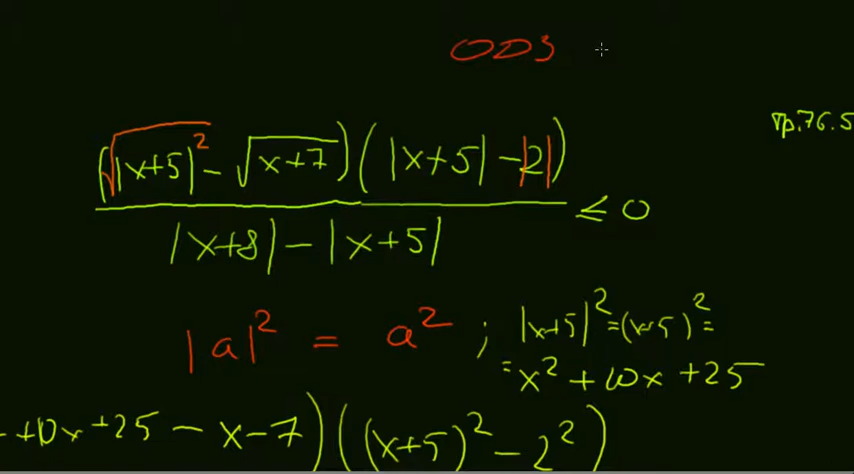 ОДЗ
(√|x+5|² - √x+7)(|x+5| - |2|)
тр.76.5
|x+8| - |x+5|
≤ 0
|a|² = a² ; |x+5|² = (x+5)² =
= x² + 10x + 25
+10x+25 - x - 7)((x+5)² - 2²)